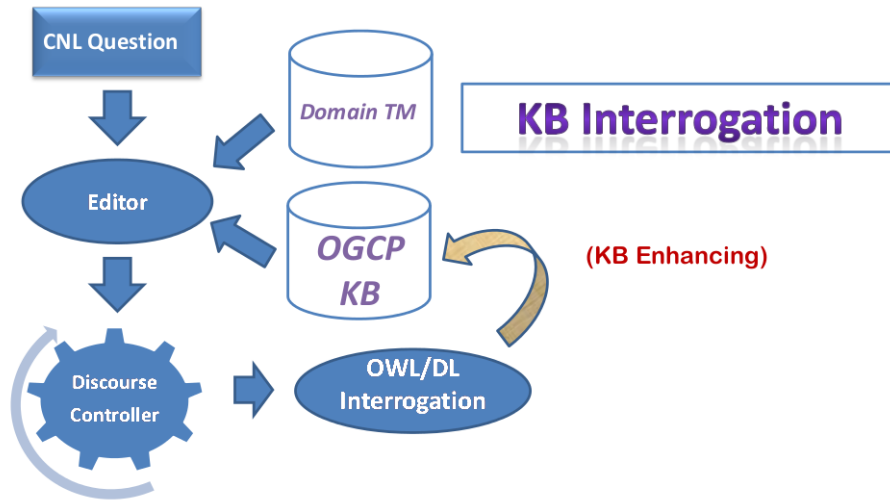 CNL Question
Domain TM
KB Interrogation
Editor
OGCP
KB
(KB Enhancing)
Discourse
Controller
OWL/DL
Interrogation